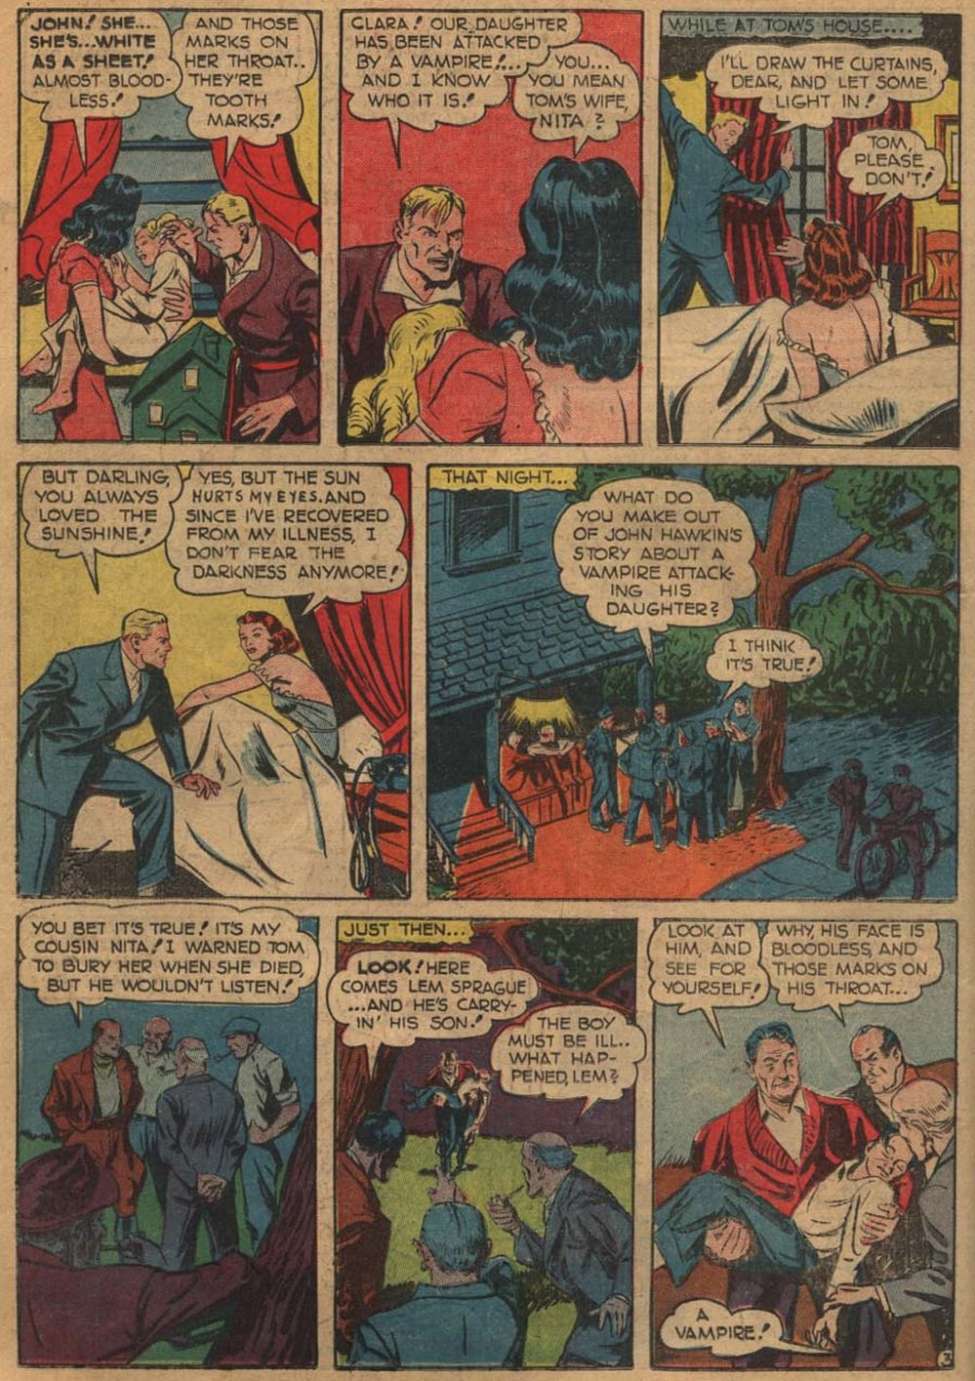 JOHN! SHE...
SHE'S...WHITE
AS A SHEET!
ALMOST BLOOD-
LESS!
AND THOSE
MARKS ON
HER THROAT..
THEY'RE
TOOTH
MARKS!
CLARA! OUR DAUGHTER
HAS BEEN ATTACKED
BY A VAMPIRE!...
AND I KNOW
WHO IT IS!
YOU...
YOU MEAN
TOM'S WIFE,
NITA?
WHILE AT TOM'S HOUSE....
I'LL DRAW THE CURTAINS,
DEAR, AND LET SOME
LIGHT IN!
TOM,
PLEASE
DON'T!
BUT DARLING,
YOU ALWAYS
LOVED THE
SUNSHINE!
YES, BUT THE SUN
HURTS MY EYES. AND
SINCE I'VE RECOVERED
FROM MY ILLNESS, I
DON'T FEAR THE
DARKNESS ANYMORE!
THAT NIGHT...
WHAT DO
YOU MAKE OUT
OF JOHN HAWKIN'S
STORY ABOUT A
VAMPIRE ATTACK-
ING HIS
DAUGHTER?
I THINK
IT'S TRUE!
YOU BET IT'S TRUE! IT'S MY
COUSIN NITA! I WARNED TOM
TO BURY HER WHEN SHE DIED,
BUT HE WOULDN'T LISTEN!
JUST THEN...
LOOK! HERE
COMES LEM SPRAGUE
...AND HE'S CARRY-
IN' HIS SON!
THE BOY
MUST BE ILL..
WHAT HAP-
PENED, LEM?
LOOK AT
HIM, AND
SEE FOR
YOURSELF!
WHY, HIS FACE IS
BLOODLESS, AND
THOSE MARKS ON
HIS THROAT...
A
VAMPIRE!
3